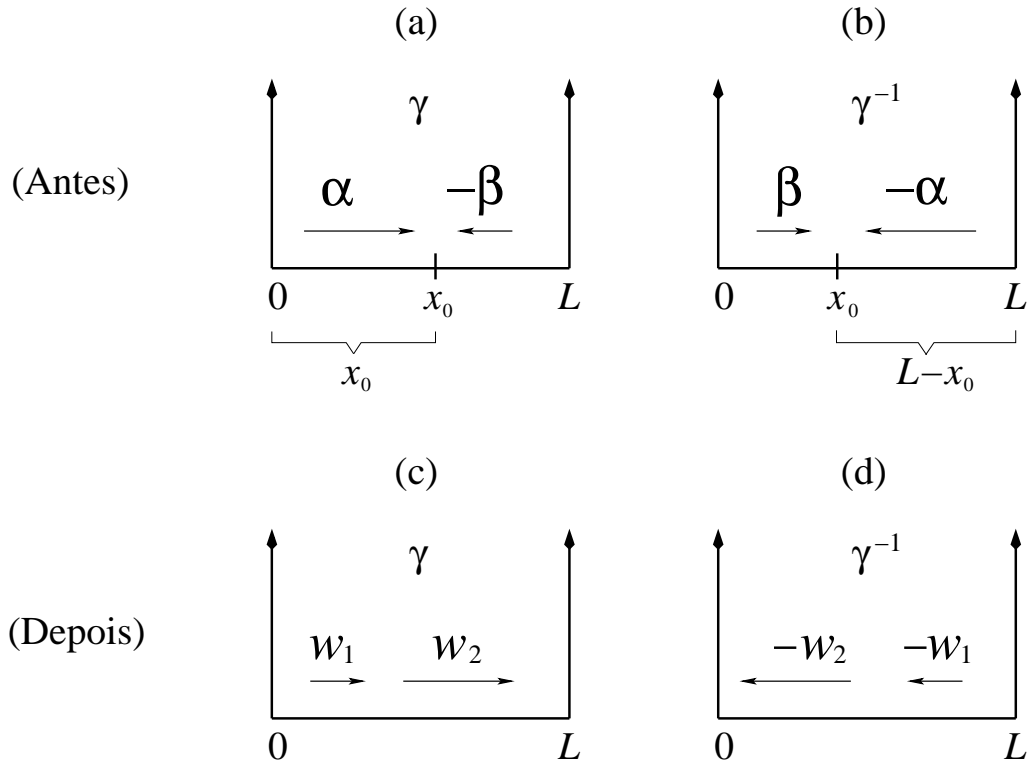 (a) (b)
γ γ⁻¹
(Antes)
α −β β −α
0 x₀ L 0 x₀ L
x₀ L−x₀
(c) (d)
γ γ⁻¹
(Depois)
w₁ w₂ −w₂ −w₁
0 L 0 L